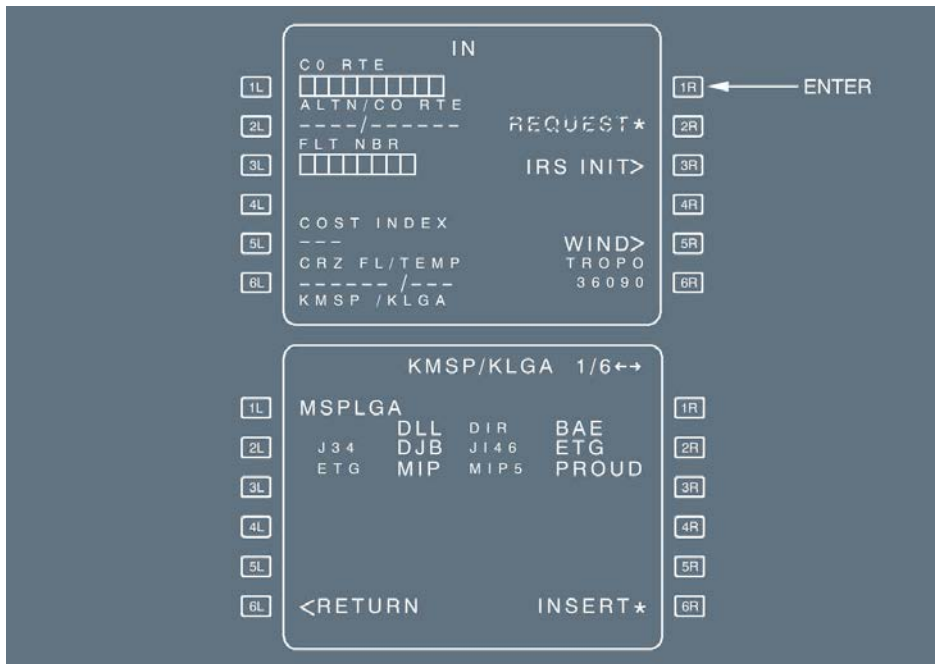 IN
C0 RTE
1L 1R ENTER
ALTN/CO RTE
2L ----/------ REQUEST* 2R
FLT NBR
3L IRS INIT> 3R
4L 4R
COST INDEX
5L --- WIND> 5R
CRZ FL/TEMP TROPO
6L ------ /--- 36090 6R
KMSP /KLGA
KMSP/KLGA 1/6←→
1L MSPLGA 1R
DLL DIR BAE
2L J34 DJB JI46 ETG 2R
ETG MIP MIP5 PROUD
3L 3R
4L 4R
5L 5R
6L <RETURN INSERT* 6R